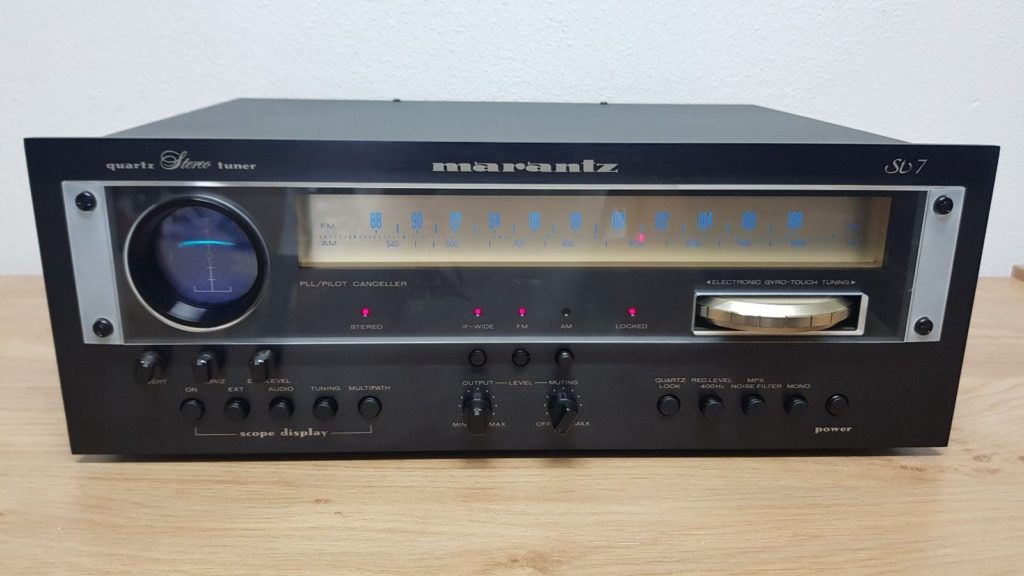 quartz Stereo tuner
marantz
St 7
FM 88 90 92 94 96 98 100 102 104 106 108
AM 540 600 700 800
PLL/PILOT CANCELLER
◄ELECTRONIC GYRO-TOUCH TUNING►
STEREO IF-WIDE FM AM LOCKED
ON EXT AUDIO TUNING MULTIPATH
OUTPUT — LEVEL — MUTING
MIN MAX OFF MAX
QUARTZ LOCK
REC LEVEL 400Hz
MPX NOISE FILTER
MONO
scope display
power